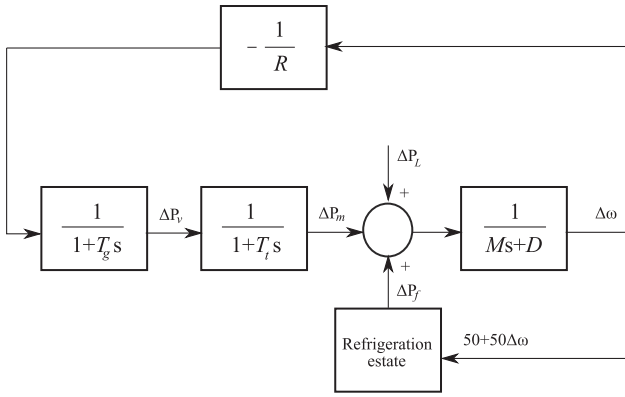 - 1/R
ΔP_L
+
1/(1+T_g s)
ΔP_v
1/(1+T_t s)
ΔP_m
1/(Ms+D)
Δω
+
ΔP_f
Refrigeration
estate
50+50Δω